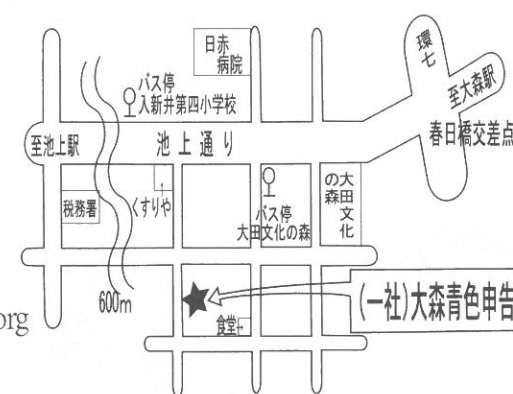 日赤
病院
環七
至大森駅
バス停
入新井第四小学校
至池上駅
池上通り
春日橋交差点
税務署
くすりや
バス停
大田文化の森
大田文化
の森
600m
(一社)大森青色申告
食堂
org